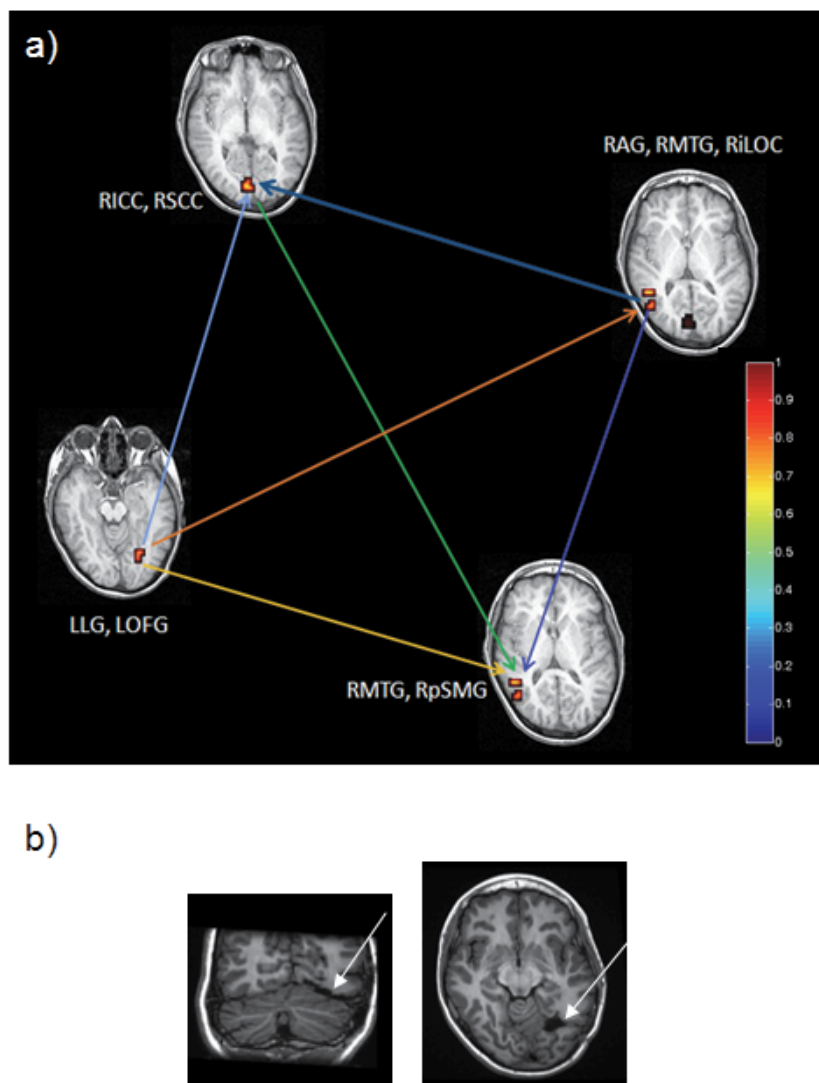 a)
RICC, RSCC
RAG, RMTG, RiLOC
LLG, LOFG
RMTG, RpSMG
1
0.9
0.8
0.7
0.6
0.5
0.4
0.3
0.2
0.1
0
b)